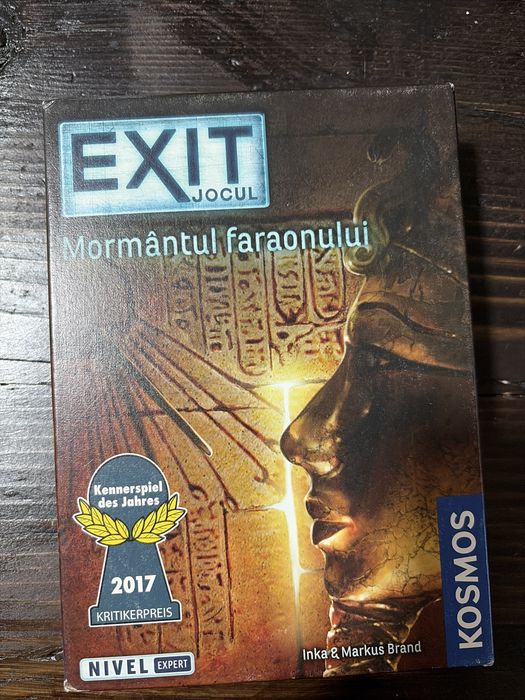 EXIT
JOCUL
Mormântul faraonului
Kennerspiel
des Jahres
2017
KRITIKERPREIS
NIVEL EXPERT
Inka & Markus Brand
KOSMOS